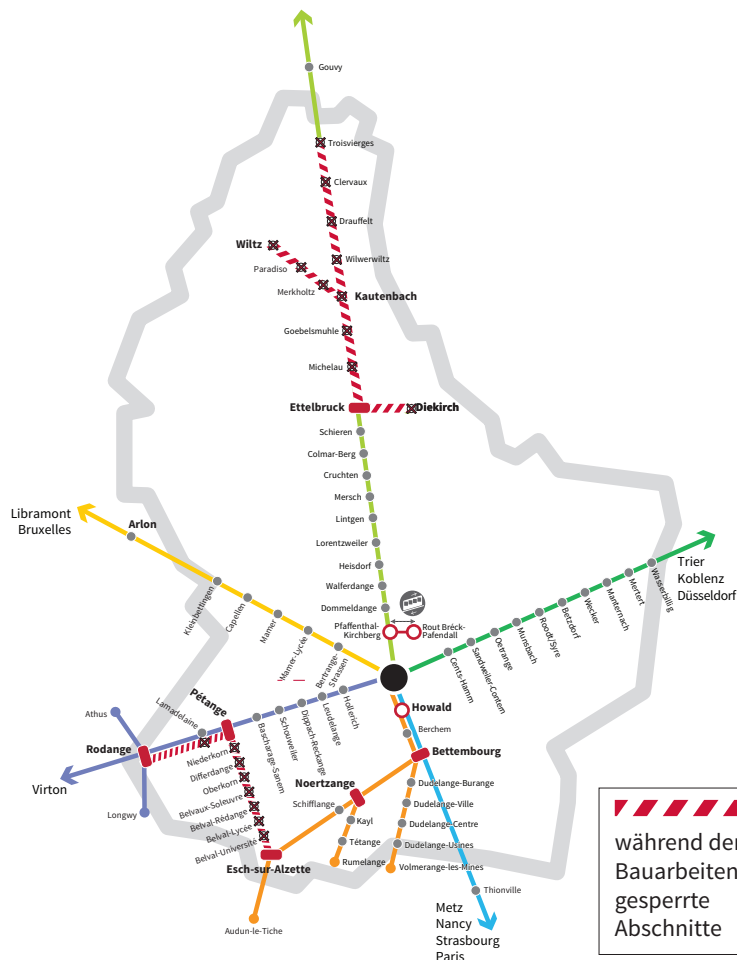 Gouvy
Troisvierges
Clervaux
Drauffelt
Wiltz
Wilwerwiltz
Paradiso
Merkholtz
Kautenbach
Goebelsmuhle
Michelau
Ettelbruck
Diekirch
Schieren
Colmar-Berg
Cruchten
Mersch
Lintgen
Lorentzweiler
Heisdorf
Walferdange
Dommeldange
Pfaffenthal-
Kirchberg
Rout Bréck-
Pafendall
Libramont
Bruxelles
Arlon
Kleinbettingen
Capellen
Mamer
Mamer-Lycée
Bertrange-
Strassen
Trier
Koblenz
Düsseldorf
Cents-Hamm
Sandweiler-Contern
Oetrange
Munsbach
Roodt/Syre
Betzdorf
Wecker
Manternach
Mertert
Wasserbillig
Howald
Berchem
Bettembourg
Athus
Rodange
Virton
Longwy
Lamadelaine
Pétange
Bascharage-Sanem
Schouweiler
Dippach-Reckange
Leudelange
Hollerich
Niederkorn
Differdange
Oberkorn
Belvaux-Soleuvre
Belval-Rédange
Belval-Lycée
Belval-Université
Esch-sur-Alzette
Audun-le-Tiche
Noertzange
Schifflange
Kayl
Tétange
Rumelange
Dudelange-Burange
Dudelange-Ville
Dudelange-Centre
Dudelange-Usines
Volmerange-les-Mines
Thionville
Metz
Nancy
Strasbourg
Paris
während der
Bauarbeiten
gesperrte
Abschnitte